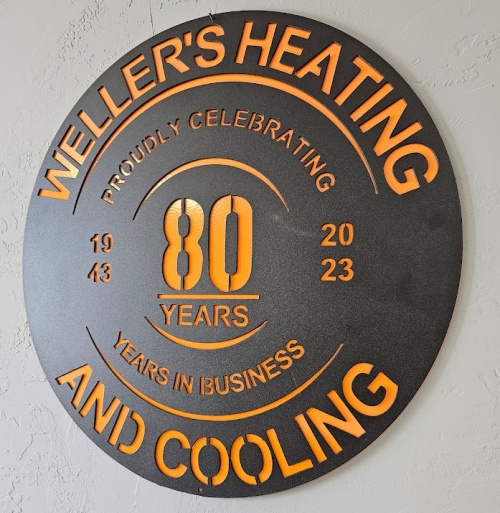 WELLER'S HEATING
PROUDLY CELEBRATING
80
YEARS
19
43
20
23
YEARS IN BUSINESS
AND COOLING